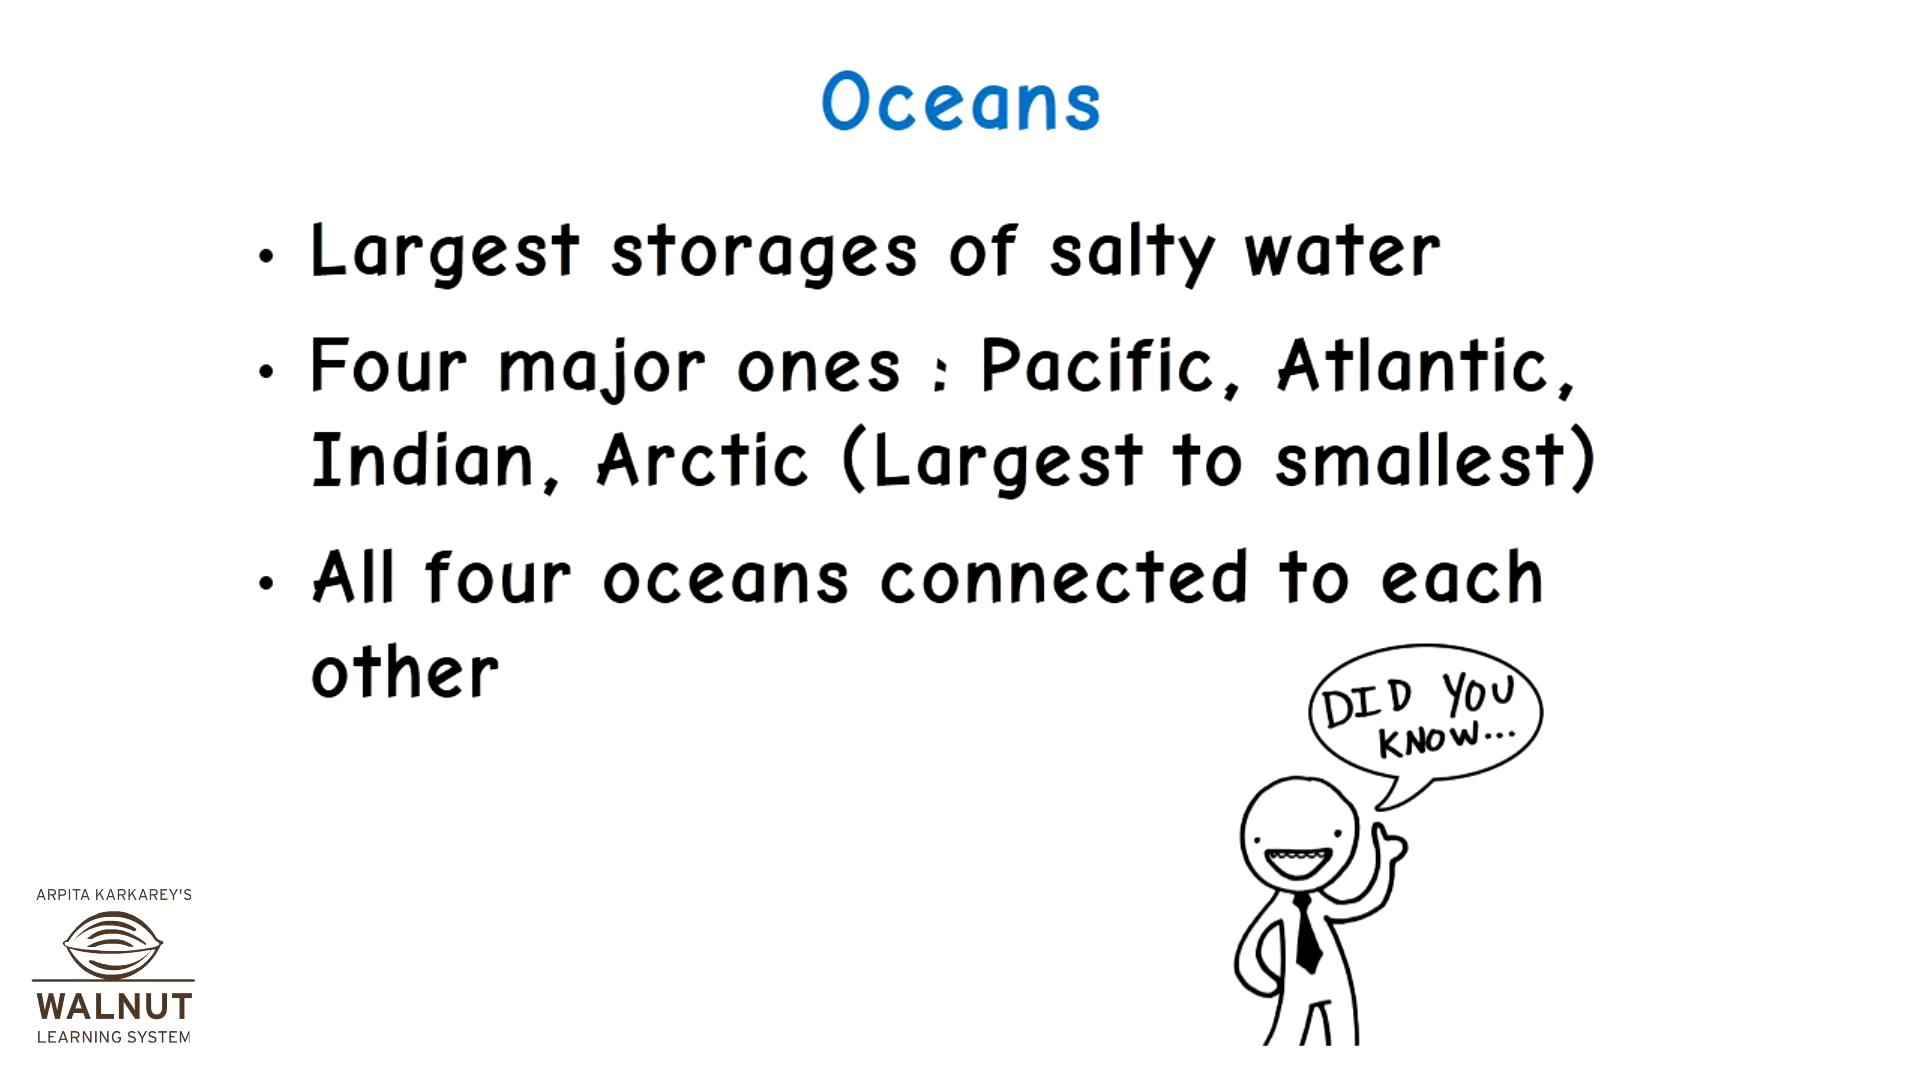 Oceans
• Largest storages of salty water
• Four major ones : Pacific, Atlantic,
Indian, Arctic (Largest to smallest)
• All four oceans connected to each
other
DID YOU
KNOW...
ARPITA KARKAREY'S
WALNUT
LEARNING SYSTEM